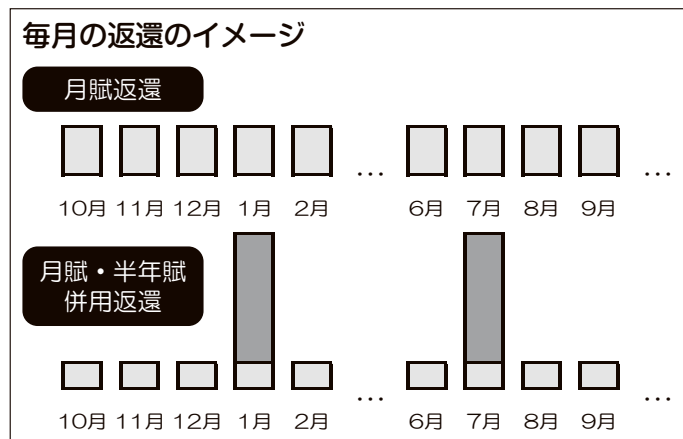 毎月の返還のイメージ
月賦返還
10月 11月 12月 1月 2月 … 6月 7月 8月 9月 …
月賦・半年賦
併用返還
10月 11月 12月 1月 2月 … 6月 7月 8月 9月 …